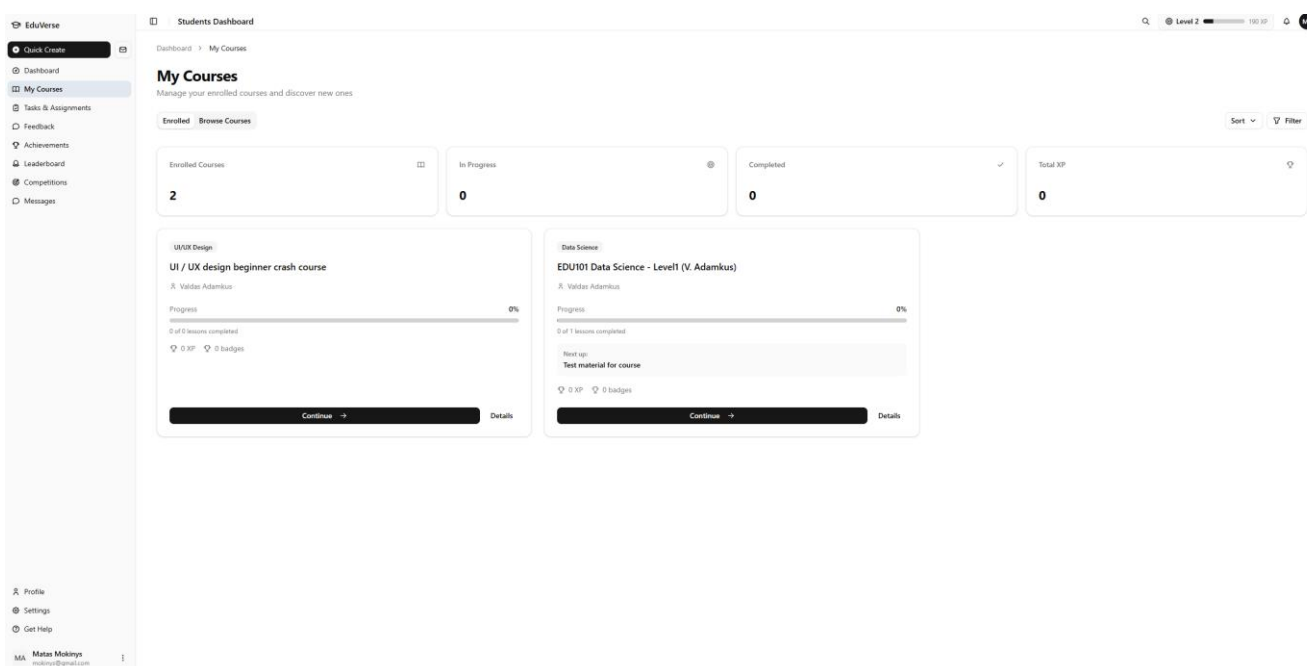 EduVerse
Students Dashboard
Level 2
190 XP
Quick Create
Dashboard
My Courses
Tasks & Assignments
Feedback
Achievements
Leaderboard
Competitions
Messages
Dashboard > My Courses
My Courses
Manage your enrolled courses and discover new ones
Enrolled
Browse Courses
Sort
Filter
Enrolled Courses
2
In Progress
0
Completed
0
Total XP
0
UI/UX Design
UI / UX design beginner crash course
Valdas Adamkus
Progress
0%
0 of 0 lessons completed
0 XP
0 badges
Continue →
Details
Data Science
EDU101 Data Science - Level1 (V. Adamkus)
Valdas Adamkus
Progress
0%
0 of 1 lessons completed
Next up:
Test material for course
0 XP
0 badges
Continue →
Details
Profile
Settings
Get Help
MA
Matas Mokinys
mokinys@gmail.com